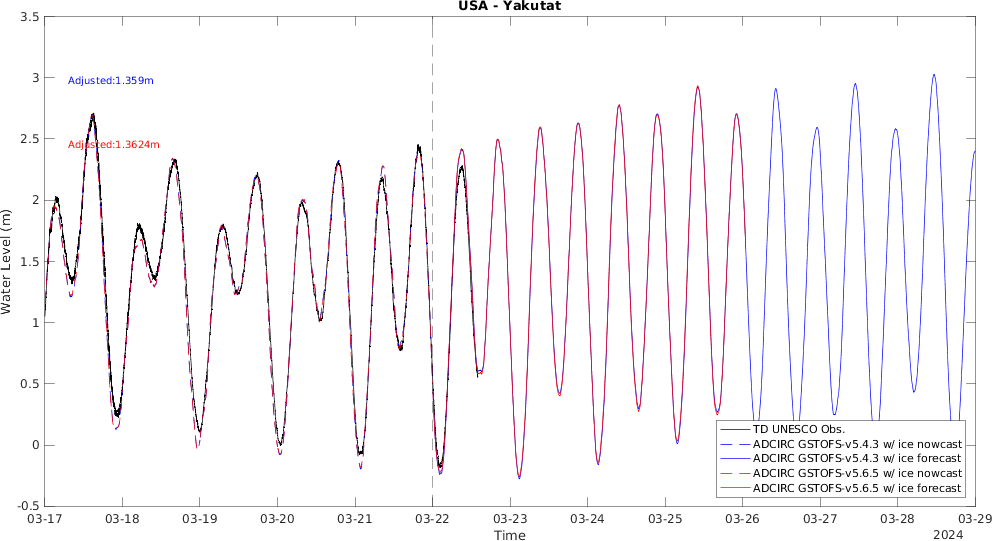 USA - Yakutat
3.5
3
2.5
2
1.5
1
0.5
0
-0.5
Water Level (m)
Adjusted:1.359m
Adjusted:1.3624m
TD UNESCO Obs.
ADCIRC GSTOFS-v5.4.3 w/ ice nowcast
ADCIRC GSTOFS-v5.4.3 w/ ice forecast
ADCIRC GSTOFS-v5.6.5 w/ ice nowcast
ADCIRC GSTOFS-v5.6.5 w/ ice forecast
03-17 03-18 03-19 03-20 03-21 03-22 03-23 03-24 03-25 03-26 03-27 03-28 03-29
Time
2024